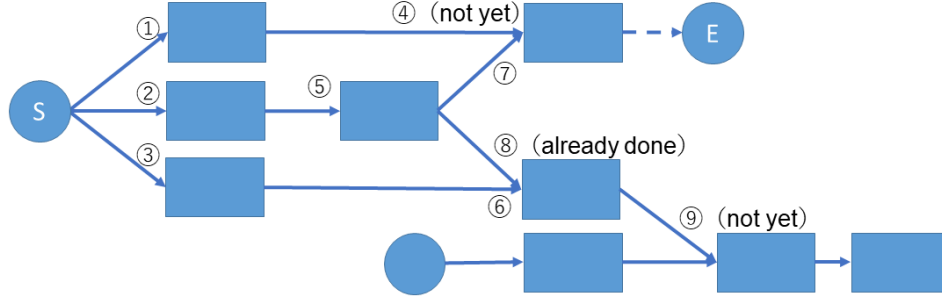 ① ④（not yet）
E
⑦
② ⑤
S
③ ⑧（already done）
⑥
⑨（not yet）